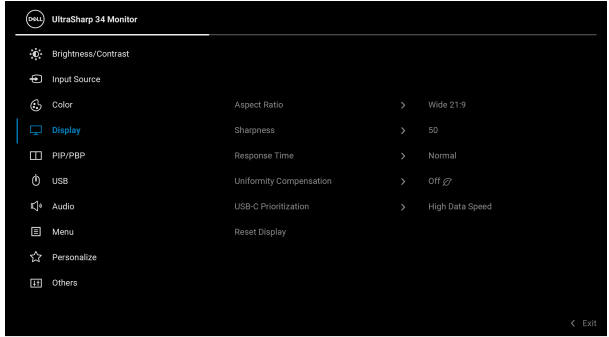 DELL UltraSharp 34 Monitor
Brightness/Contrast
Input Source
Color Aspect Ratio > Wide 21:9
Display Sharpness > 50
PIP/PBP Response Time > Normal
USB Uniformity Compensation > Off
Audio USB-C Prioritization > High Data Speed
Menu Reset Display
Personalize
Others
< Exit